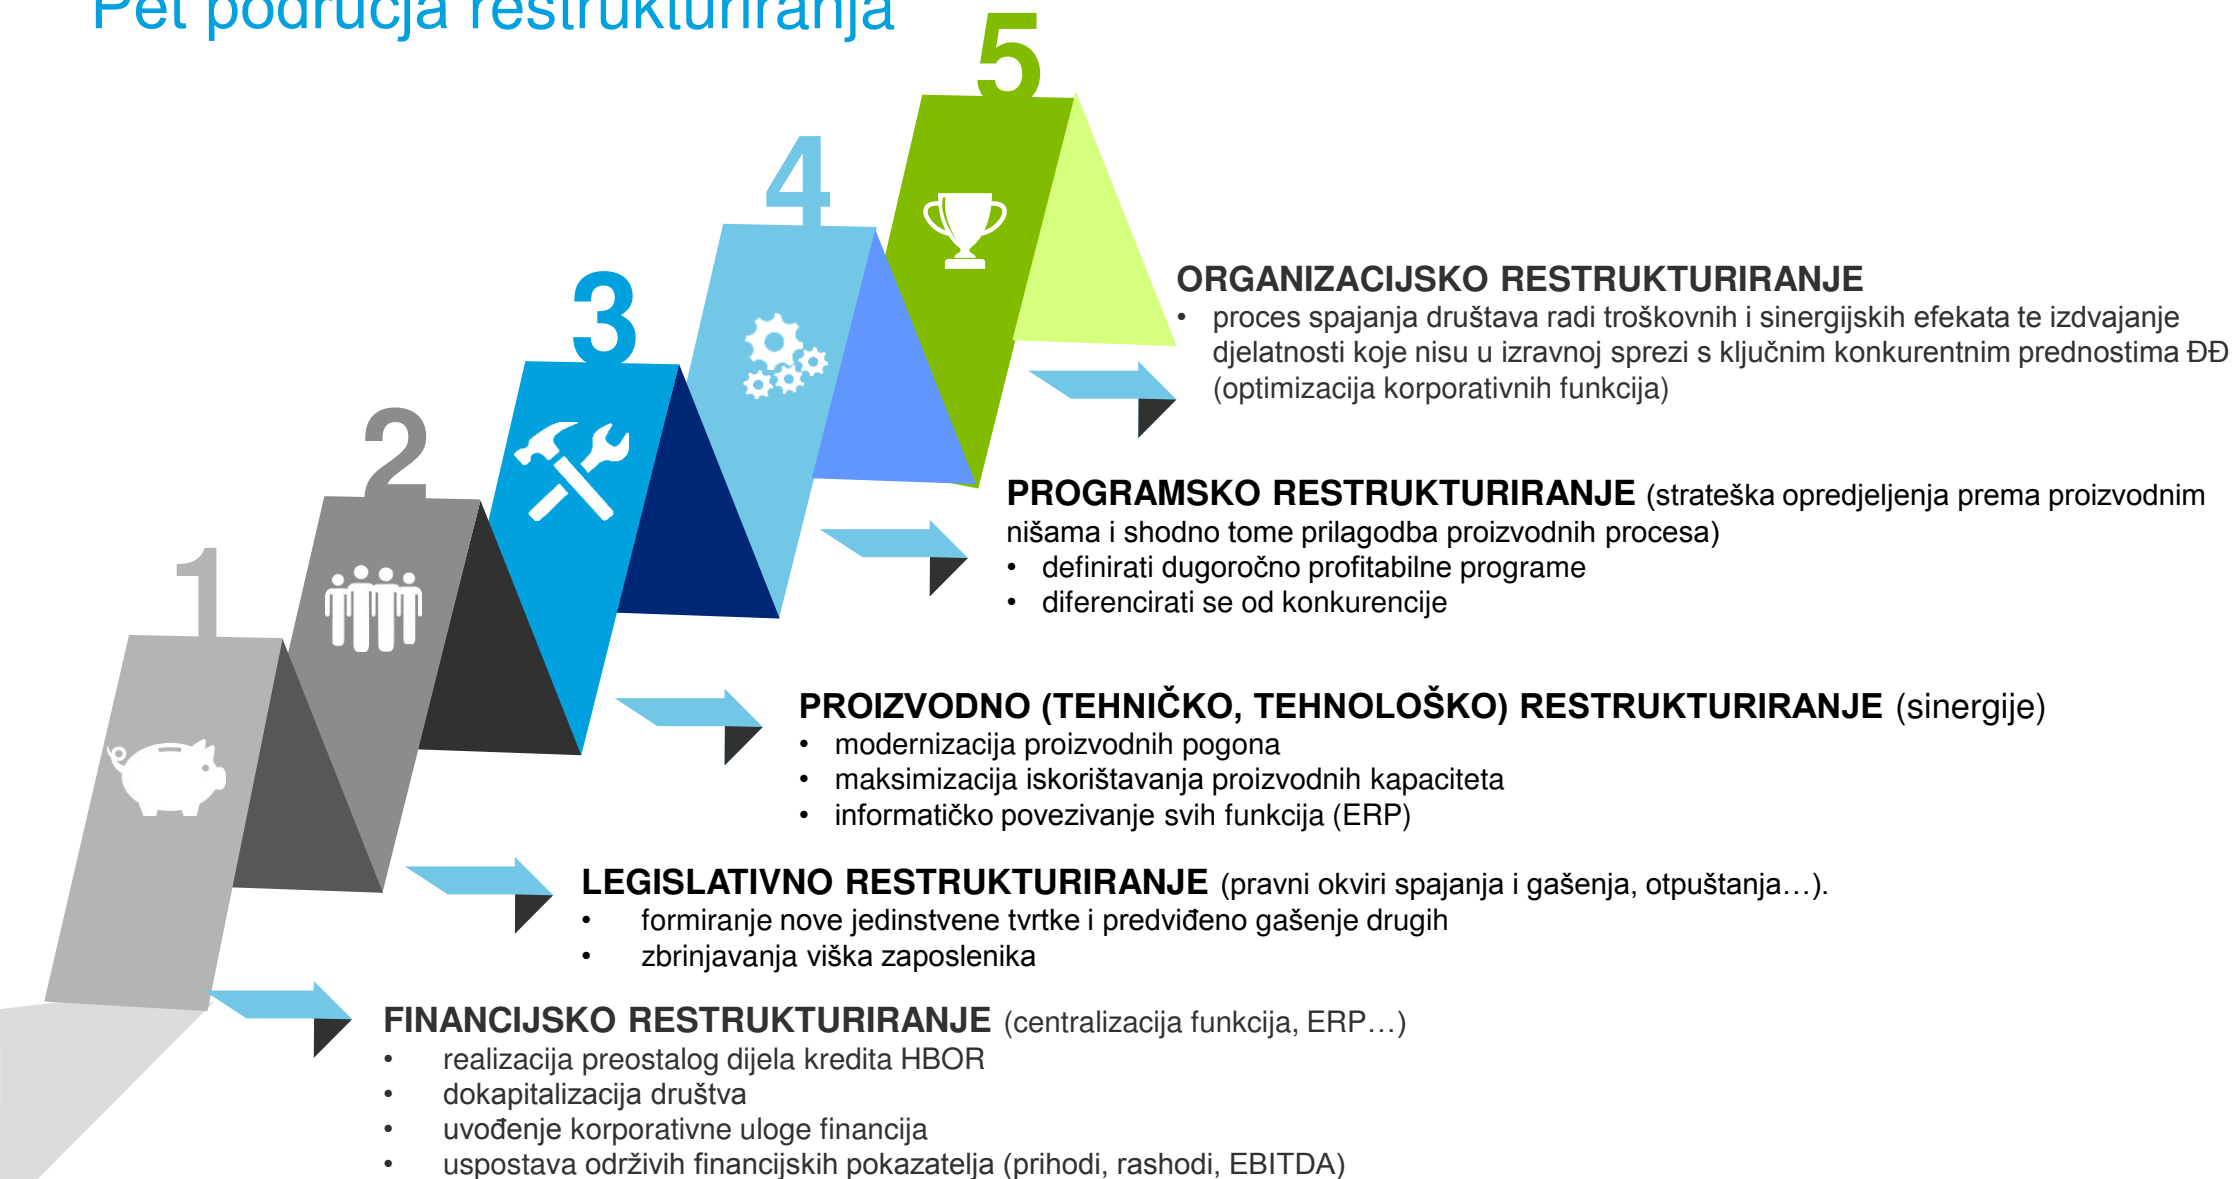 Pet područja restrukturiranja
5
4
3
2
1
ORGANIZACIJSKO RESTRUKTURIRANJE
• proces spajanja društava radi troškovnih i sinergijskih efekata te izdvajanje
djelatnosti koje nisu u izravnoj sprezi s ključnim konkurentnim prednostima ĐĐ
(optimizacija korporativnih funkcija)
PROGRAMSKO RESTRUKTURIRANJE (strateška opredjeljenja prema proizvodnim
nišama i shodno tome prilagodba proizvodnih procesa)
• definirati dugoročno profitabilne programe
• diferencirati se od konkurencije
PROIZVODNO (TEHNIČKO, TEHNOLOŠKO) RESTRUKTURIRANJE (sinergije)
• modernizacija proizvodnih pogona
• maksimizacija iskorištavanja proizvodnih kapaciteta
• informatičko povezivanje svih funkcija (ERP)
LEGISLATIVNO RESTRUKTURIRANJE (pravni okviri spajanja i gašenja, otpuštanja…).
• formiranje nove jedinstvene tvrtke i predviđeno gašenje drugih
• zbrinjavanja viška zaposlenika
FINANCIJSKO RESTRUKTURIRANJE (centralizacija funkcija, ERP…)
• realizacija preostalog dijela kredita HBOR
• dokapitalizacija društva
• uvođenje korporativne uloge financija
• uspostava održivih financijskih pokazatelja (prihodi, rashodi, EBITDA)